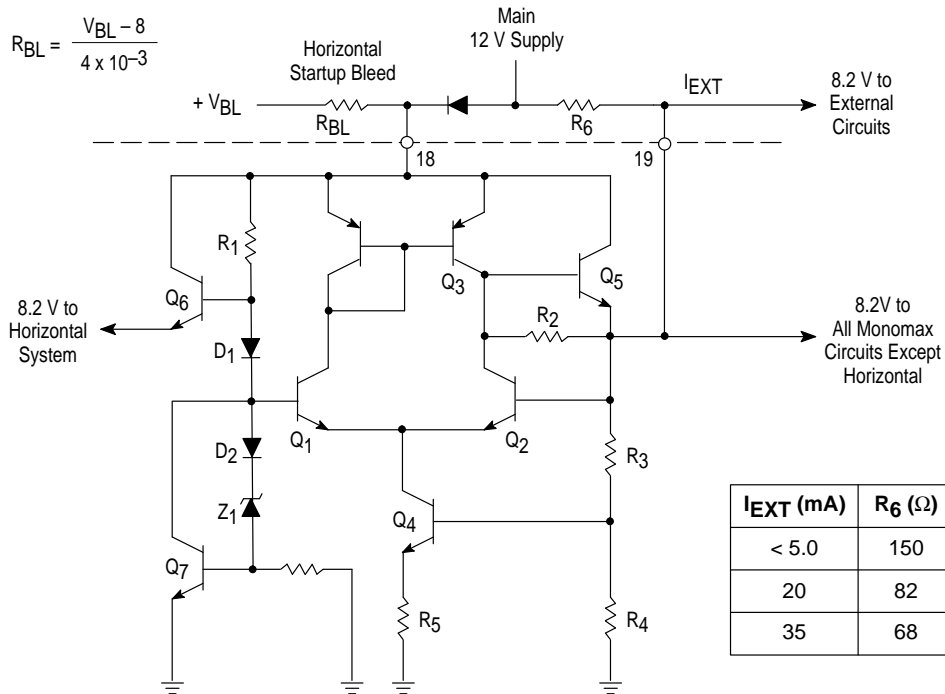 R_BL = (V_BL – 8) / (4 x 10^–3)
Main
12 V Supply
Horizontal
Startup Bleed
I_EXT
8.2 V to
External
Circuits
+ V_BL
R_BL
R_6
18
19
R_1
Q_3
Q_5
Q_6
8.2 V to
Horizontal
System
R_2
8.2V to
All Monomax
Circuits Except
Horizontal
D_1
Q_1
Q_2
D_2
R_3
Z_1
Q_4
Q_7
R_5
R_4
I_EXT (mA) R_6 (Ω)
< 5.0 150
20 82
35 68